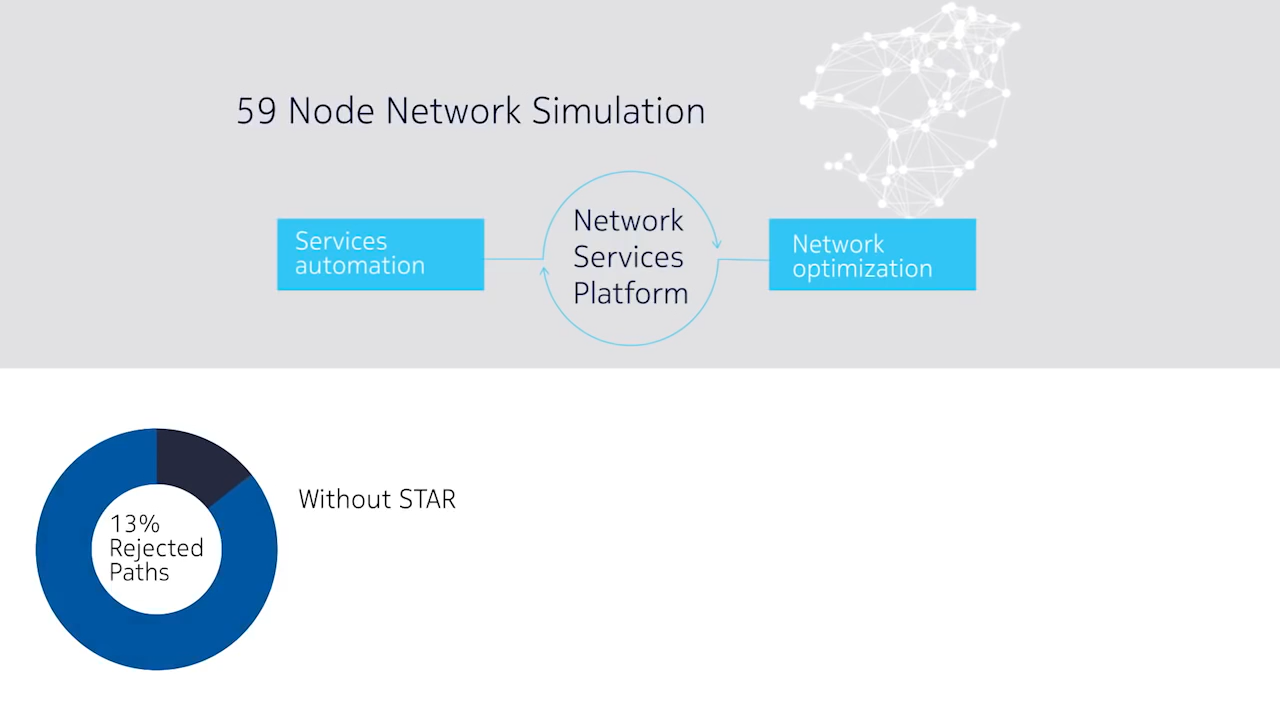 59 Node Network Simulation
Services
automation
Network
Services
Platform
Network
optimization
13%
Rejected
Paths
Without STAR